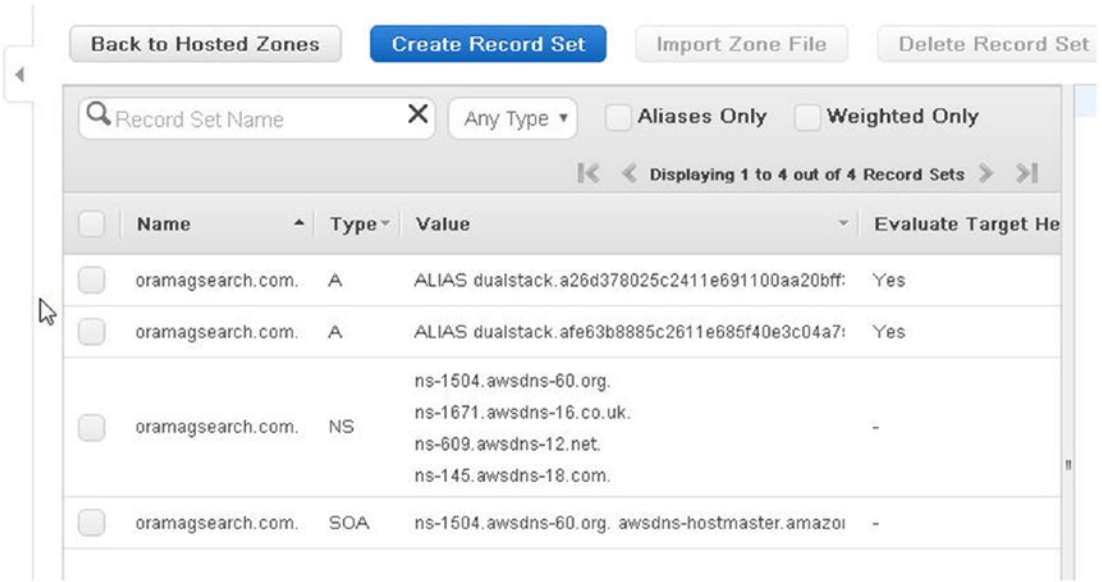 Back to Hosted Zones Create Record Set Import Zone File Delete Record Set
Record Set Name Any Type Aliases Only Weighted Only
Displaying 1 to 4 out of 4 Record Sets
Name Type Value Evaluate Target He
oramagsearch.com. A ALIAS dualstack.a26d378025c2411e691100aa20bff Yes
oramagsearch.com. A ALIAS dualstack.afe63b8885c2611e685f40e3c04a7 Yes
ns-1504.awsdns-60.org.
ns-1671.awsdns-16.co.uk.
oramagsearch.com. NS -
ns-609.awsdns-12.net.
ns-145.awsdns-18.com.
oramagsearch.com. SOA ns-1504.awsdns-60.org. awsdns-hostmaster.amazo -